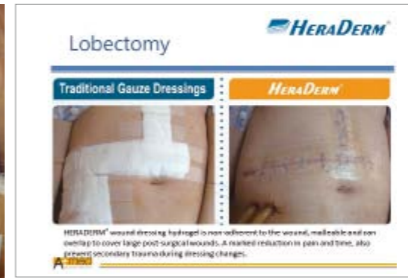 HERADERM®
Lobectomy
Traditional Gauze Dressings
HERADERM®
HERADERM® wound dressing hydrogel is non-adherent to the wound, malleable and can
overlap to cover large post-surgical wounds. A marked reduction in pain and time, also
prevent secondary trauma during dressing changes.